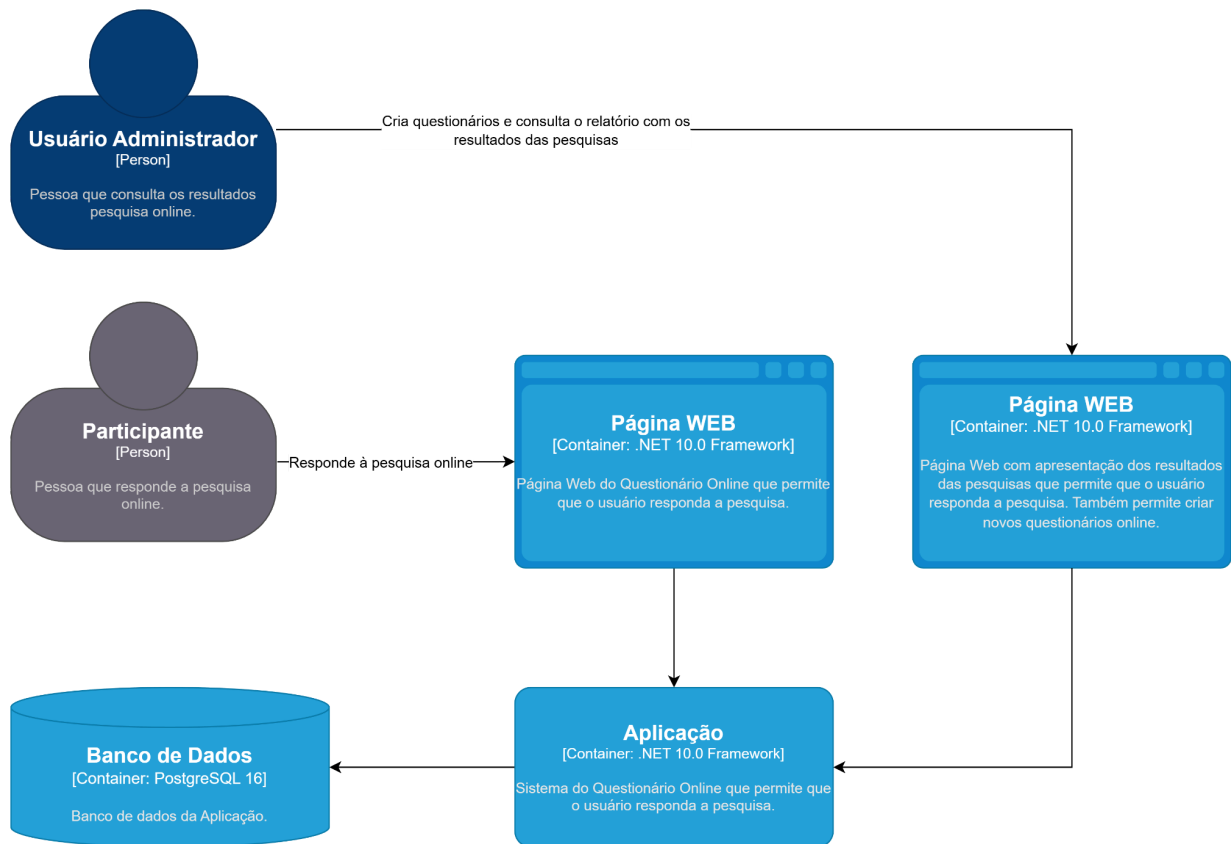 Usuário Administrador
[Person]
Pessoa que consulta os resultados
pesquisa online.
Cria questionários e consulta o relatório com os
resultados das pesquisas
Participante
[Person]
Pessoa que responde a pesquisa
online.
Responde à pesquisa online
Página WEB
[Container: .NET 10.0 Framework]
Página Web do Questionário Online que permite
que o usuário responda a pesquisa.
Página WEB
[Container: .NET 10.0 Framework]
Página Web com apresentação dos resultados
das pesquisas que permite que o usuário
responda a pesquisa. Também permite criar
novos questionários online.
Banco de Dados
[Container: PostgreSQL 16]
Banco de dados da Aplicação.
Aplicação
[Container: .NET 10.0 Framework]
Sistema do Questionário Online que permite que
o usuário responda a pesquisa.